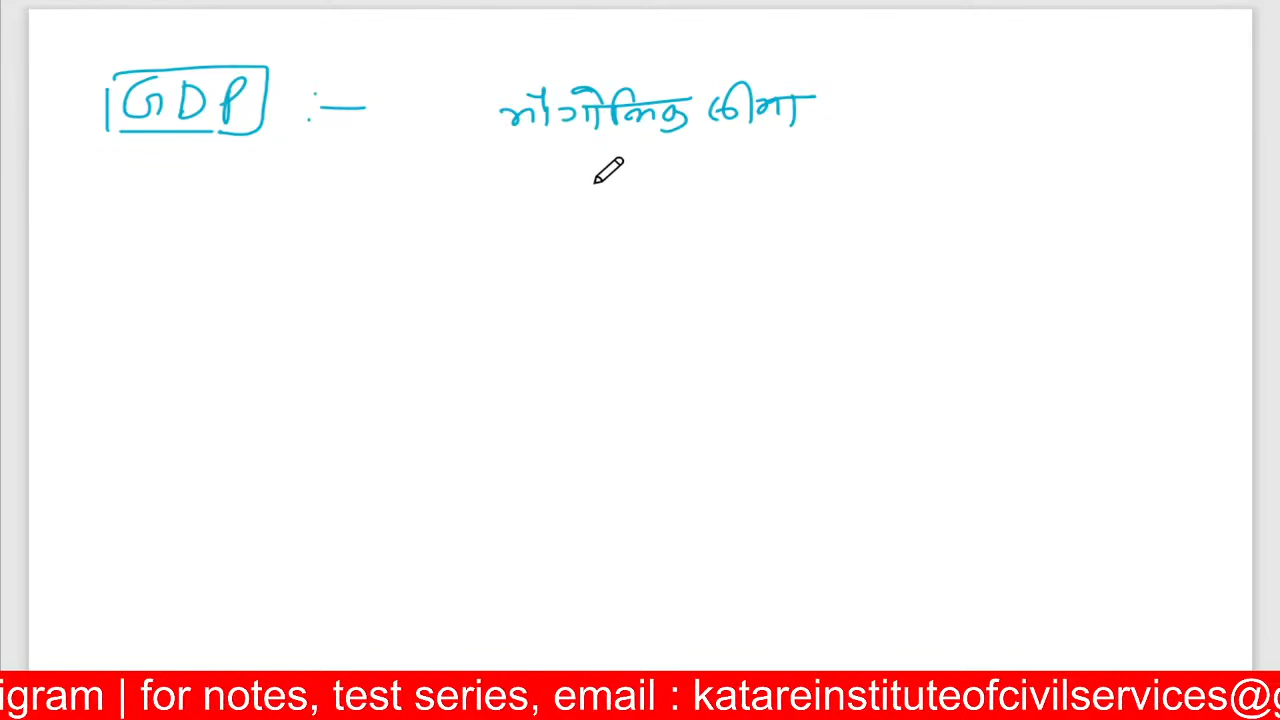 GDP :— भौगोलिक सीमा
igram | for notes, test series, email : katareinstituteofcivilservices@g